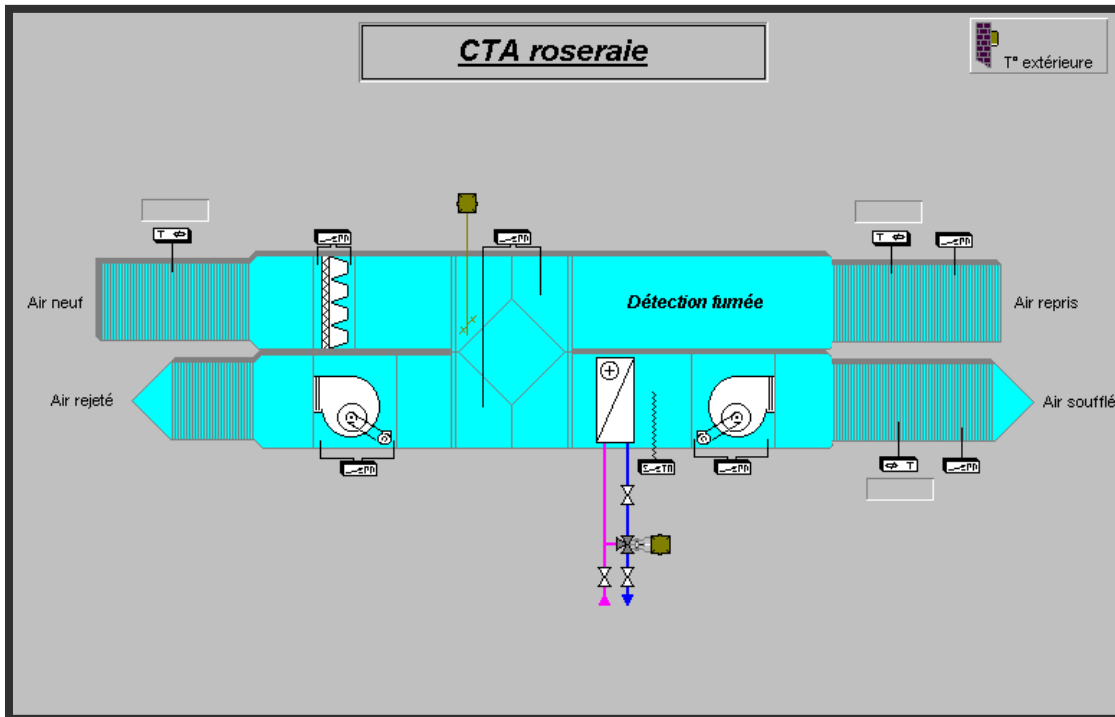 CTA roseraie
T° extérieure
Air neuf
Détection fumée
Air repris
Air rejeté
Air soufflé